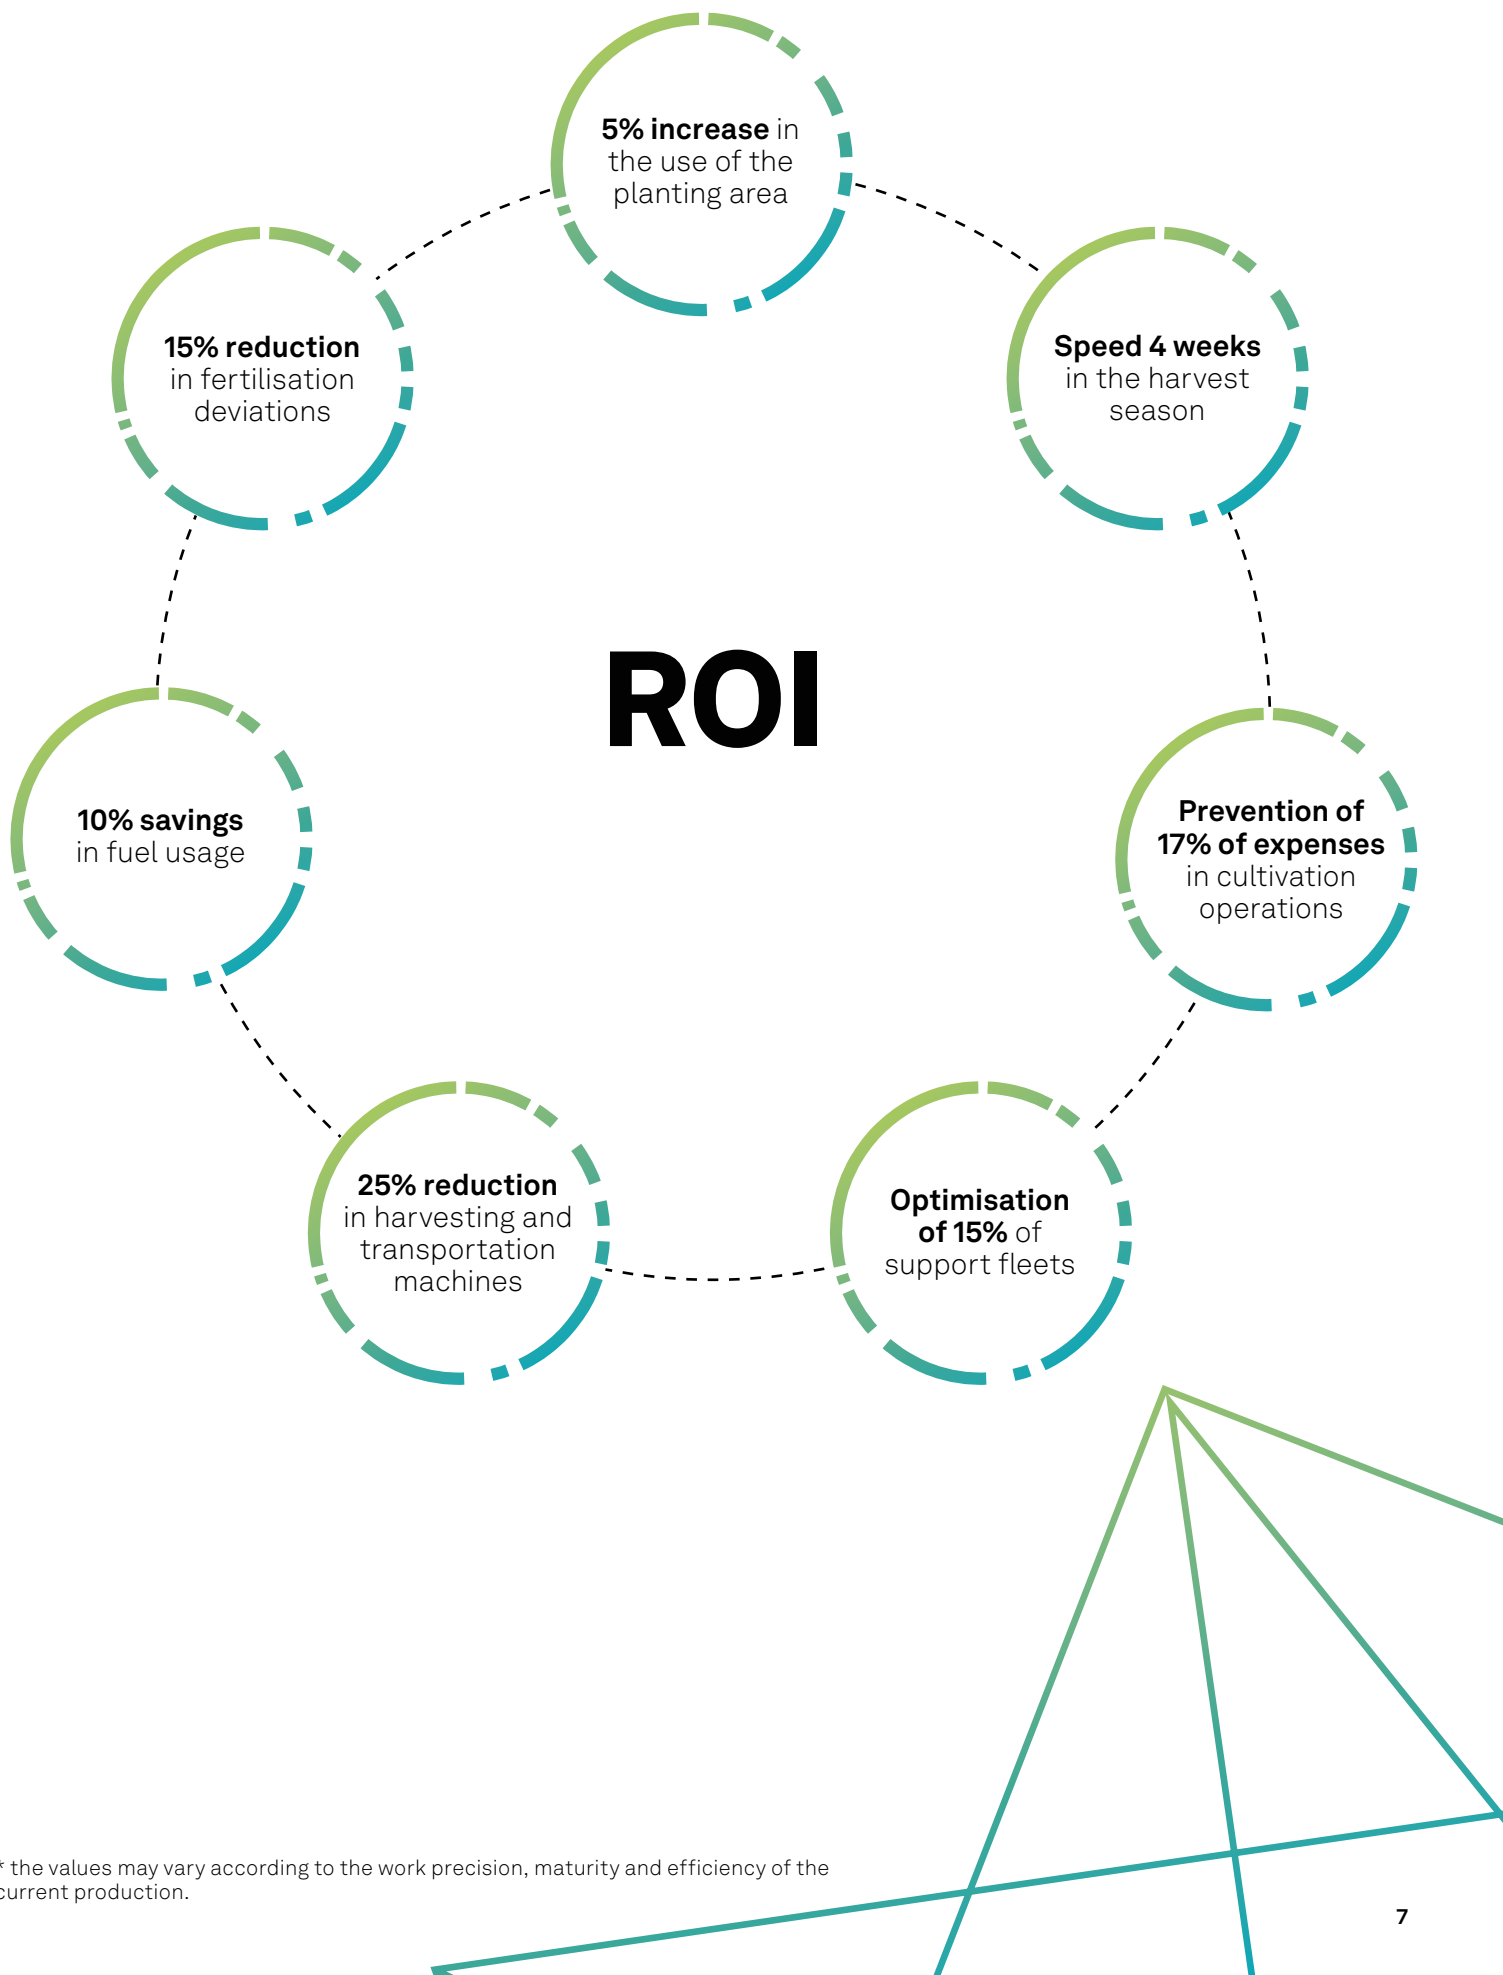 5% increase in
the use of the
planting area
15% reduction
in fertilisation
deviations
Speed 4 weeks
in the harvest
season
ROI
10% savings
in fuel usage
Prevention of
17% of expenses
in cultivation
operations
25% reduction
in harvesting and
transportation
machines
Optimisation
of 15% of
support fleets
* the values may vary according to the work precision, maturity and efficiency of the
current production.
7